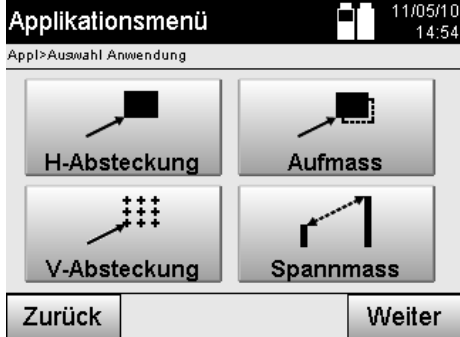 Applikationsmenü
11/05/10
14:54
Appl>Auswahl Anwendung
H-Absteckung
Aufmass
V-Absteckung
Spannmass
Zurück
Weiter